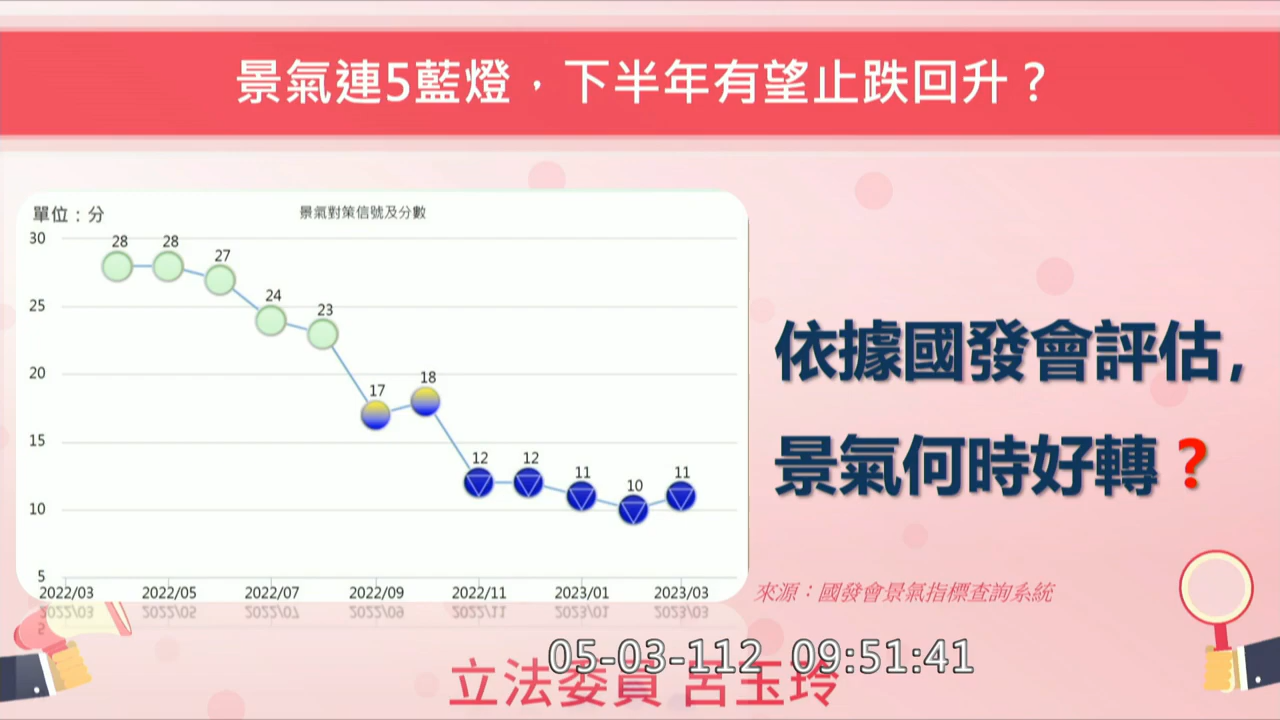 景氣連5藍燈，下半年有望止跌回升？
單位：分
景氣對策信號及分數
30
25
20
15
10
5
28 28 27 24 23 17 18 12 12 11 10 11
2022/03 2022/05 2022/07 2022/09 2022/11 2023/01 2023/03
依據國發會評估，
景氣何時好轉？
來源：國發會景氣指標查詢系統
05-03-112 09:51:41
立法委員 呂玉玲